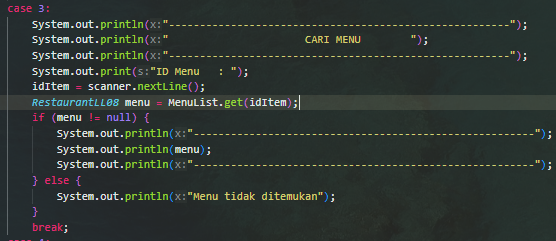 case 3:
System.out.println(x:"-------------------------------------------------------");
System.out.println(x:"                      CARI MENU        ");
System.out.println(x:"-------------------------------------------------------");
System.out.print(s:"ID Menu   : ");
idItem = scanner.nextLine();
RestaurantLL08 menu = MenuList.get(idItem);
if (menu != null) {
System.out.println(x:"-------------------------------------------------------");
System.out.println(menu);
System.out.println(x:"-------------------------------------------------------");
} else {
System.out.println(x:"Menu tidak ditemukan");
}
break;